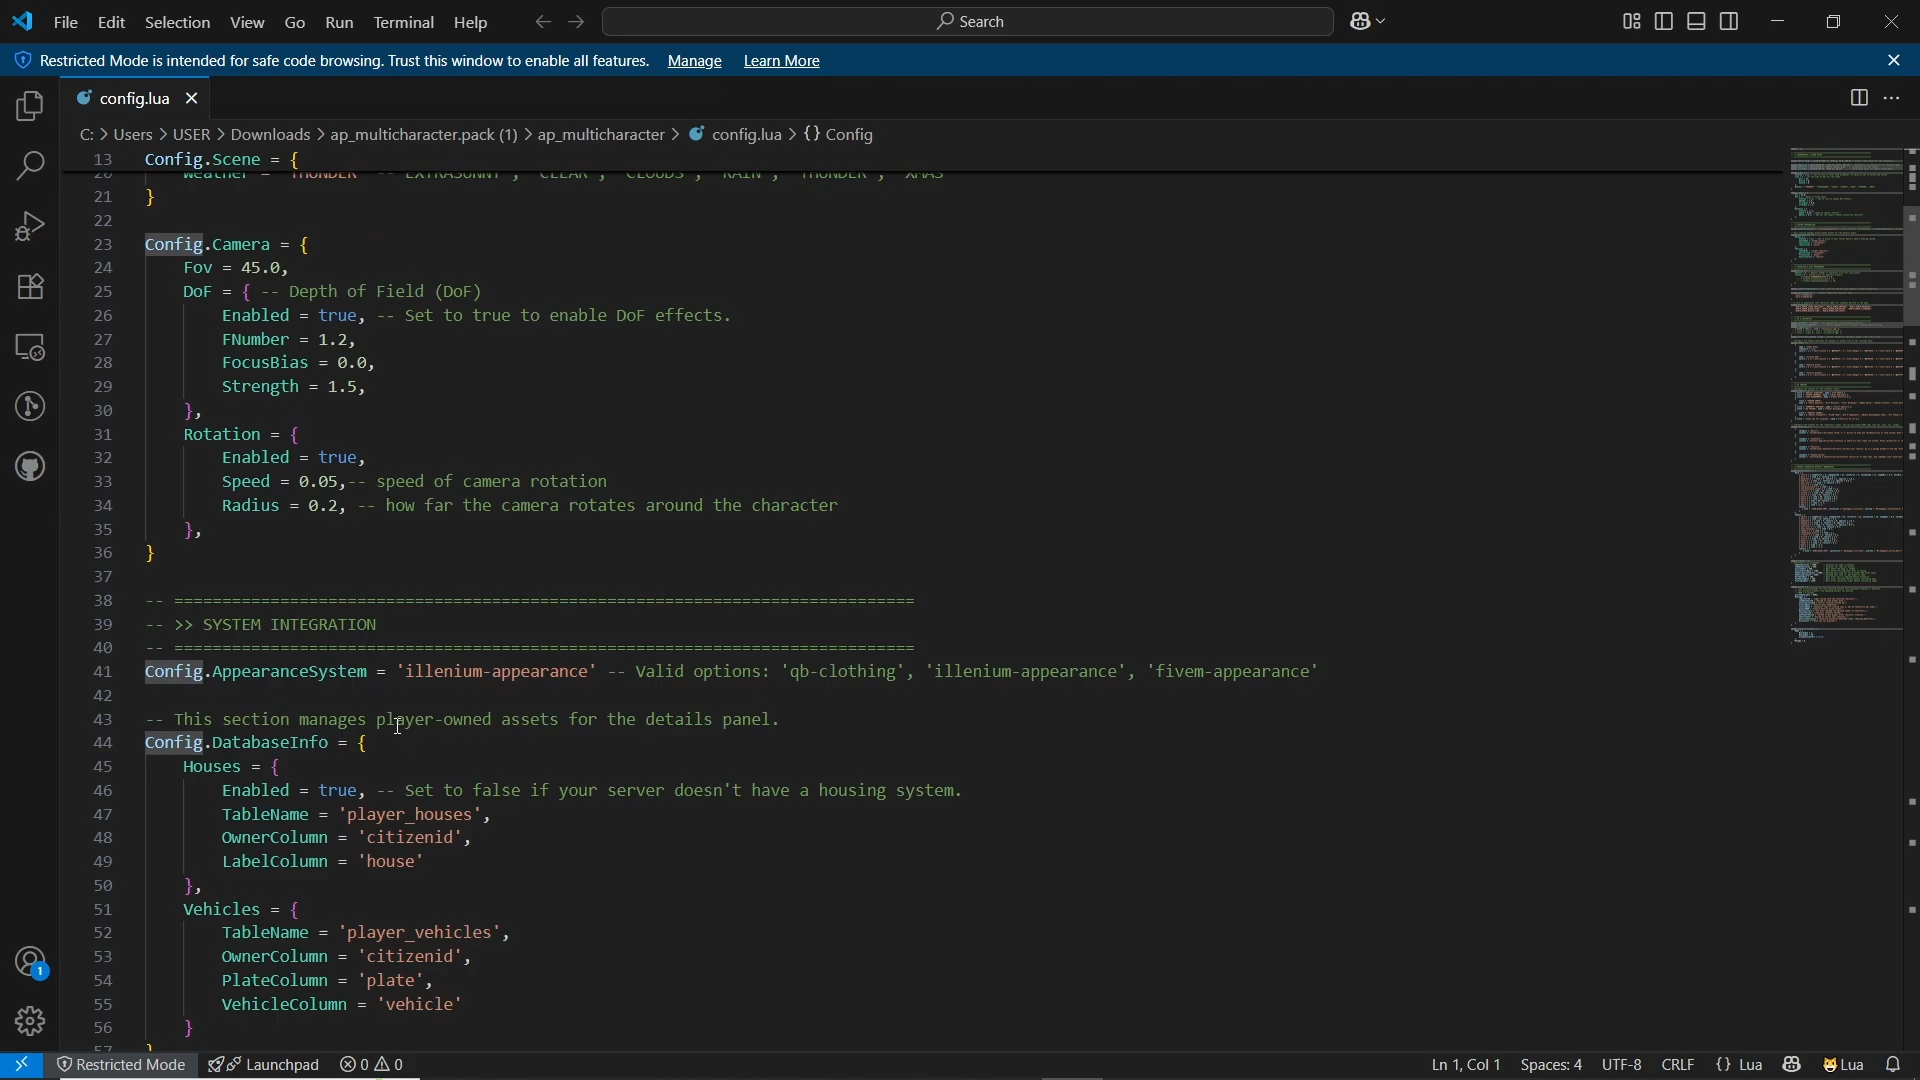 File Edit Selection View Go Run Terminal Help Search
Restricted Mode is intended for safe code browsing. Trust this window to enable all features. Manage Learn More
config.lua
C: > Users > USER > Downloads > ap_multicharacter.pack (1) > ap_multicharacter > config.lua > {} Config
13 Config.Scene = {
21 }
22
23 Config.Camera = {
24 Fov = 45.0,
25 DoF = { -- Depth of Field (DoF)
26 Enabled = true, -- Set to true to enable DoF effects.
27 FNumber = 1.2,
28 FocusBias = 0.0,
29 Strength = 1.5,
30 },
31 Rotation = {
32 Enabled = true,
33 Speed = 0.05,-- speed of camera rotation
34 Radius = 0.2, -- how far the camera rotates around the character
35 },
36 }
37
38 -- =============================================================================
39 -- >> SYSTEM INTEGRATION
40 -- =============================================================================
41 Config.AppearanceSystem = 'illenium-appearance' -- Valid options: 'qb-clothing', 'illenium-appearance', 'fivem-appearance'
42
43 -- This section manages player-owned assets for the details panel.
44 Config.DatabaseInfo = {
45 Houses = {
46 Enabled = true, -- Set to false if your server doesn't have a housing system.
47 TableName = 'player_houses',
48 OwnerColumn = 'citizenid',
49 LabelColumn = 'house'
50 },
51 Vehicles = {
52 TableName = 'player_vehicles',
53 OwnerColumn = 'citizenid',
54 PlateColumn = 'plate',
55 VehicleColumn = 'vehicle'
56 }
1
Restricted Mode Launchpad 0 0 Ln 1, Col 1 Spaces: 4 UTF-8 CRLF {} Lua Lua